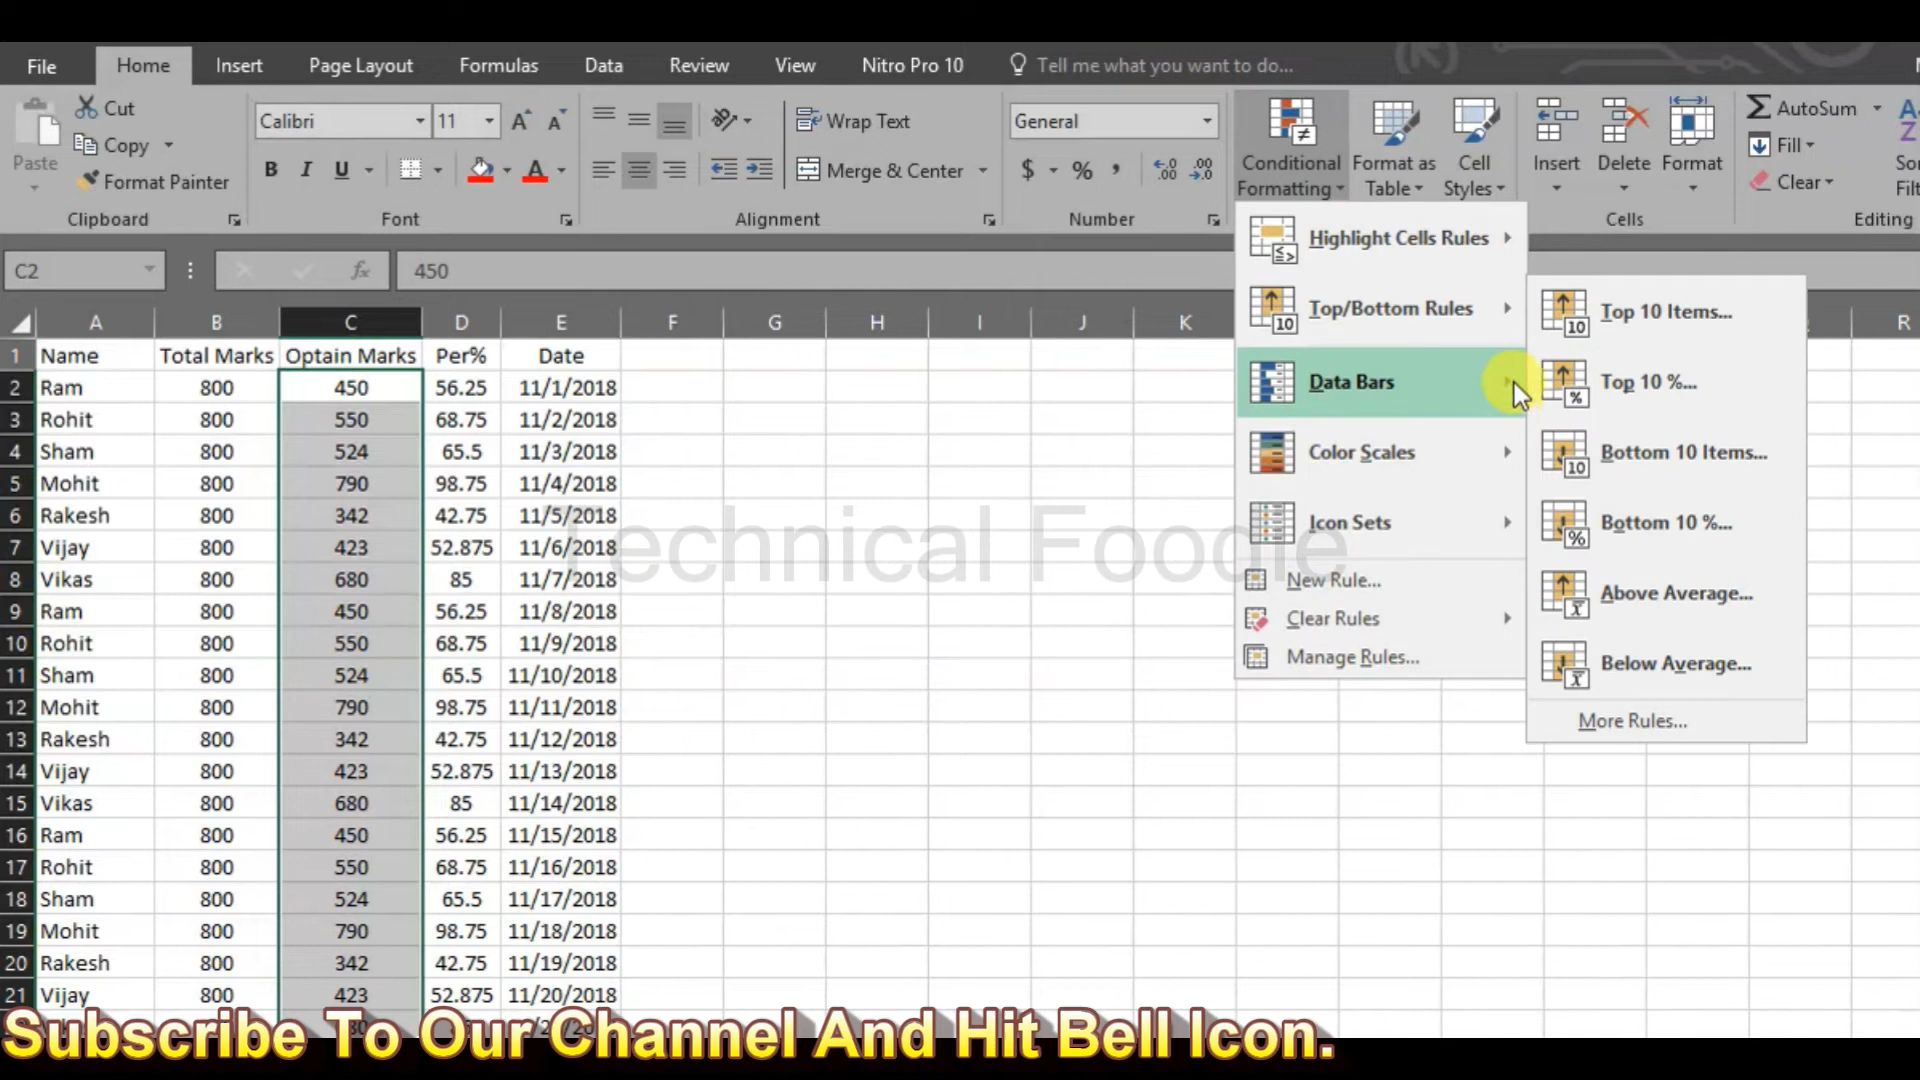 File Home Insert Page Layout Formulas Data Review View Nitro Pro 10 Tell me what you want to do...
Cut
Copy
Format Painter
Paste
Calibri 11
B I U A
Wrap Text
Merge & Center
General
$ % ,
Conditional Formatting
Format as Table
Cell Styles
Insert
Delete
Format
AutoSum
Fill
Clear
Clipboard Font Alignment Number Cells Editing
C2 fx 450
A B C D E F G H I J K R
1 Name Total Marks Optain Marks Per% Date
2 Ram 800 450 56.25 11/1/2018
3 Rohit 800 550 68.75 11/2/2018
4 Sham 800 524 65.5 11/3/2018
5 Mohit 800 790 98.75 11/4/2018
6 Rakesh 800 342 42.75 11/5/2018
7 Vijay 800 423 52.875 11/6/2018
8 Vikas 800 680 85 11/7/2018
9 Ram 800 450 56.25 11/8/2018
10 Rohit 800 550 68.75 11/9/2018
11 Sham 800 524 65.5 11/10/2018
12 Mohit 800 790 98.75 11/11/2018
13 Rakesh 800 342 42.75 11/12/2018
14 Vijay 800 423 52.875 11/13/2018
15 Vikas 800 680 85 11/14/2018
16 Ram 800 450 56.25 11/15/2018
17 Rohit 800 550 68.75 11/16/2018
18 Sham 800 524 65.5 11/17/2018
19 Mohit 800 790 98.75 11/18/2018
20 Rakesh 800 342 42.75 11/19/2018
21 Vijay 800 423 52.875 11/20/2018
Highlight Cells Rules
Top/Bottom Rules
Data Bars
Color Scales
Icon Sets
New Rule...
Clear Rules
Manage Rules...
Top 10 Items...
Top 10 %...
Bottom 10 Items...
Bottom 10 %...
Above Average...
Below Average...
More Rules...
Technical Foodie
Subscribe To Our Channel And Hit Bell Icon.